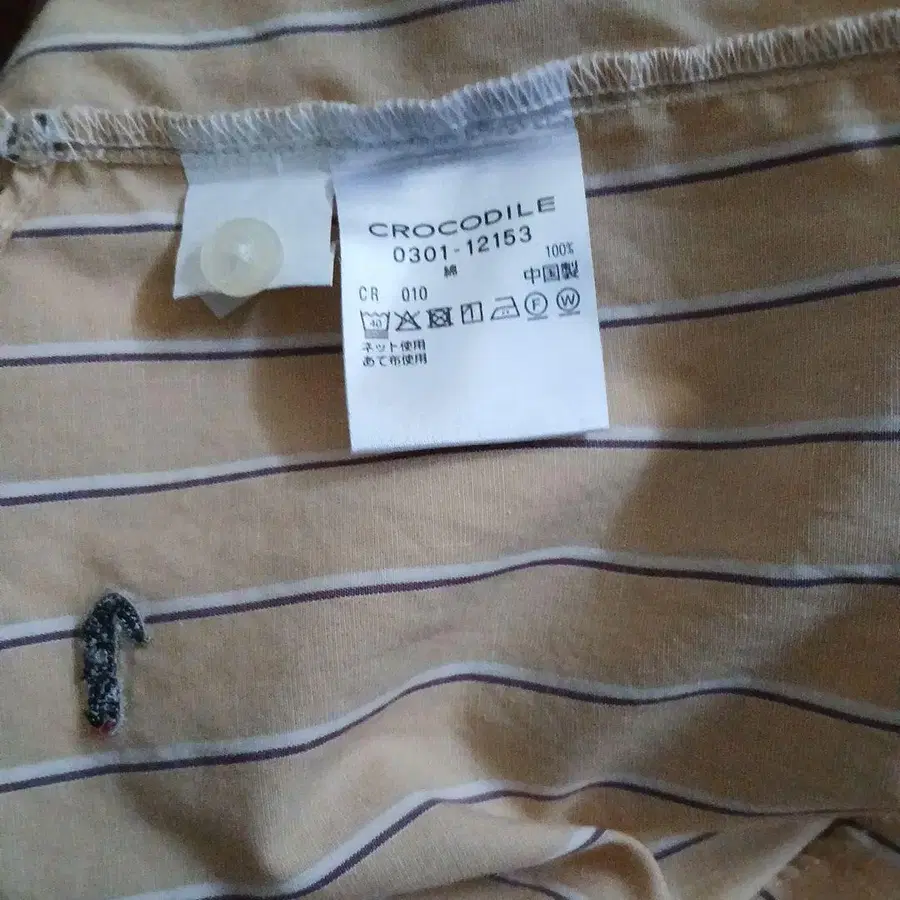 CROCODILE
0301-12153
綿 100%
中国製
CR 010
40
ネット使用
あて布使用
F W